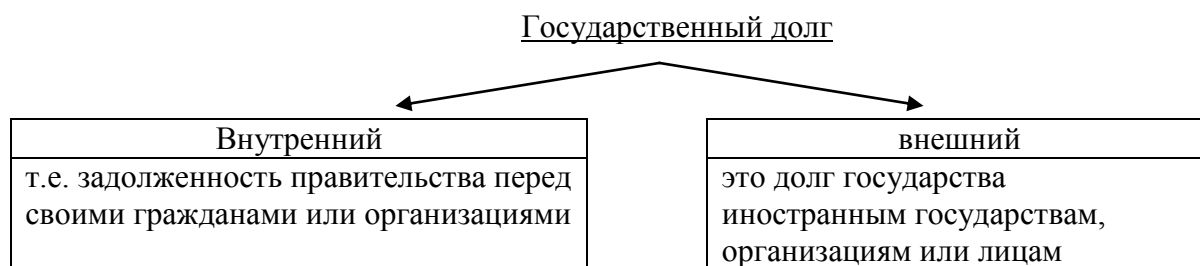 Государственный долг
Внутренний
т.е. задолженность правительства перед
своими гражданами или организациями
внешний
это долг государства
иностранным государствам,
организациям или лицам